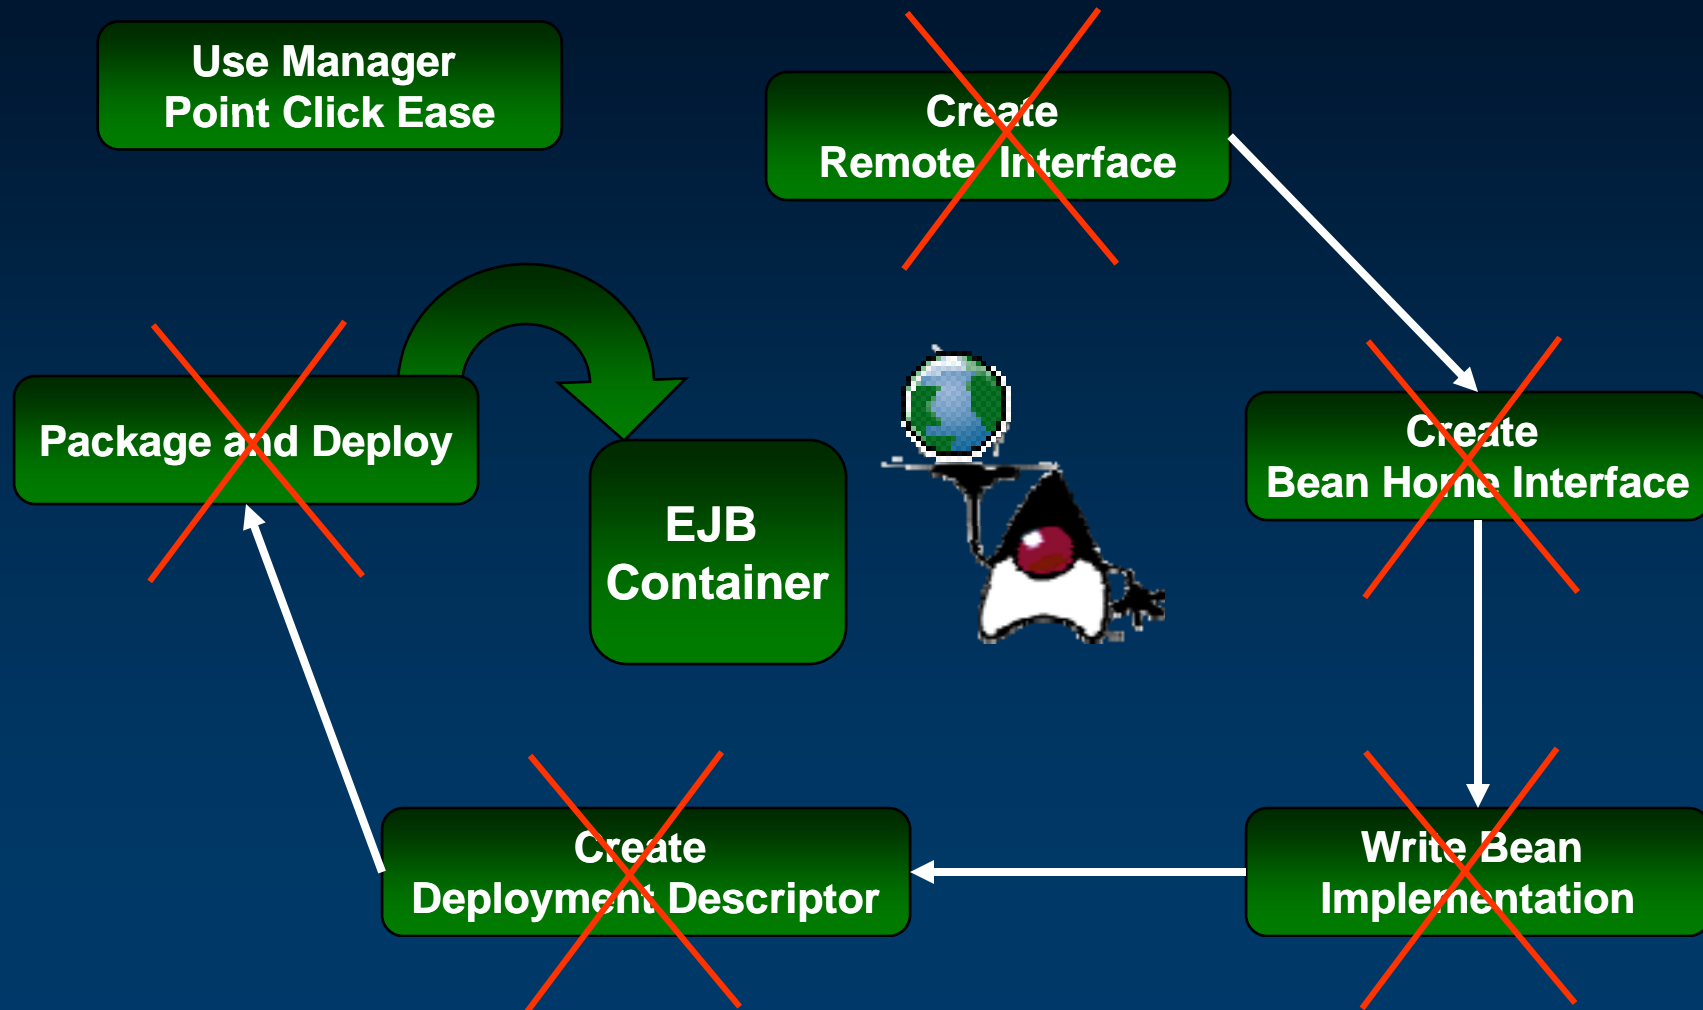 Use Manager
Point Click Ease
Create
Remote Interface
Package and Deploy
EJB
Container
Create
Bean Home Interface
Create
Deployment Descriptor
Write Bean
Implementation